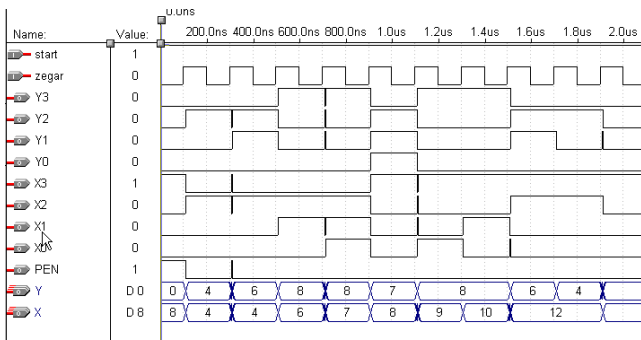 0.0ns
Name: Value: 200.0ns 400.0ns 600.0ns 800.0ns 1.0us 1.2us 1.4us 1.6us 1.8us 2.0us
start 1
zegar 0
Y3 0
Y2 0
Y1 0
Y0 0
X3 1
X2 0
X1 0
X0 0
PEN 1
Y D 0 0 4 6 8 8 7 8 6 4
X D 8 8 4 4 6 7 8 9 10 12